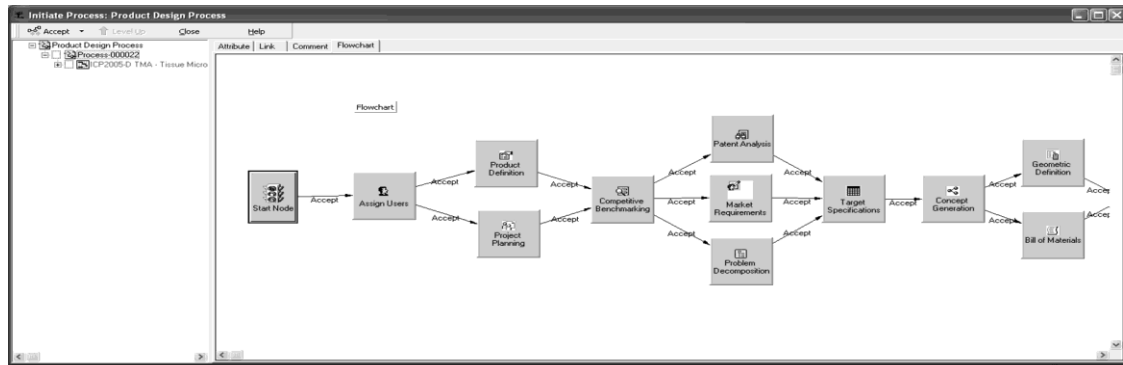 Initiate Process: Product Design Process
Accept Level Up Close Help
Product Design Process
Process-000022
ICP2005-D TMA - Tissue Micro
Attribute Link Comment Flowchart
Flowchart
Start Node
Accept
Assign Users
Accept
Accept
Product
Definition
Project
Planning
Accept
Accept
Competitive
Benchmarking
Accept
Accept
Accept
Patent Analysis
Market
Requirements
Problem
Decomposition
Accept
Accept
Accept
Target
Specifications
Accept
Concept
Generation
Accept
Accept
Geometric
Definition
Bill of Materials
Accep
Accep